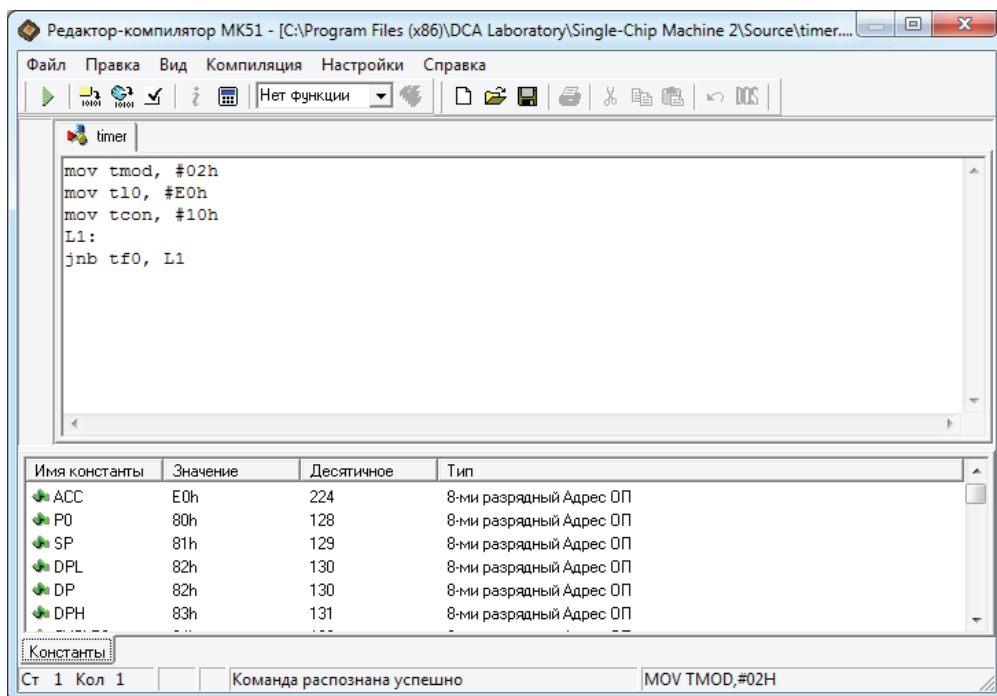 Редактор-компилятор МК51 - [C:\Program Files (x86)\DCA Laboratory\Single-Chip Machine 2\Source\timer....
Файл Правка Вид Компиляция Настройки Справка
Нет функции DOS
timer
mov tmod, #02h
mov tl0, #E0h
mov tcon, #10h
L1:
jnb tf0, L1
Имя константы Значение Десятичное Тип
ACC E0h 224 8-ми разрядный Адрес ОП
P0 80h 128 8-ми разрядный Адрес ОП
SP 81h 129 8-ми разрядный Адрес ОП
DPL 82h 130 8-ми разрядный Адрес ОП
DP 82h 130 8-ми разрядный Адрес ОП
DPH 83h 131 8-ми разрядный Адрес ОП
Константы
Ст 1 Кол 1 Команда распознана успешно MOV TMOD,#02H